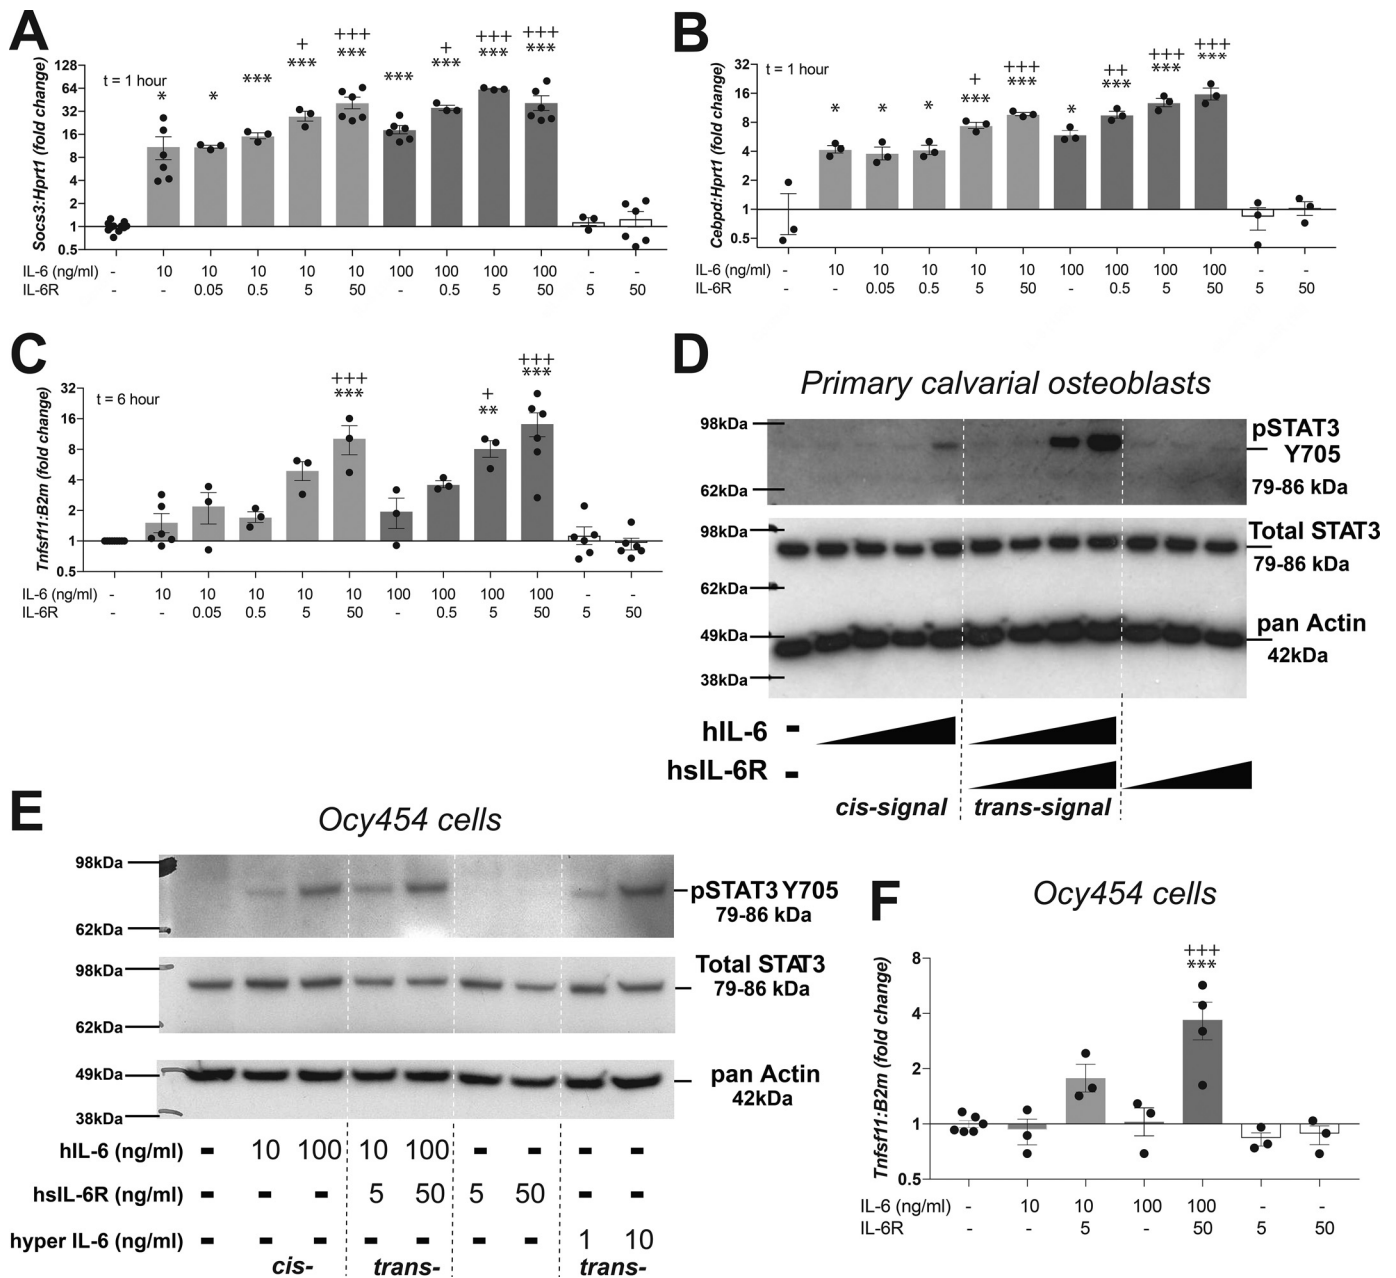 A
Socs3:Hprt1 (fold change)
t = 1 hour
128
64
32
16
8
4
2
1
0.5
* * *** + *** +++ *** *** + *** +++ *** +++ ***
IL-6 (ng/ml) - 10 10 10 10 10 100 100 100 100 - -
IL-6R - - 0.05 0.5 5 50 - 0.5 5 50 5 50
B
Cebpd:Hprt1 (fold change)
t = 1 hour
32
16
8
4
2
1
0.5
* * * + *** +++ *** * ++ *** +++ *** +++ ***
IL-6 (ng/ml) - 10 10 10 10 10 100 100 100 100 - -
IL-6R - - 0.05 0.5 5 50 - 0.5 5 50 5 50
C
Tnfsf11:B2m (fold change)
t = 6 hour
32
16
8
4
2
1
0.5
+++ *** + ** +++ ***
IL-6 (ng/ml) - 10 10 10 10 10 100 100 100 100 - -
IL-6R - - 0.05 0.5 5 50 - 0.5 5 50 5 50
D
Primary calvarial osteoblasts
98kDa
62kDa
pSTAT3
Y705
79-86 kDa
98kDa
62kDa
Total STAT3
79-86 kDa
49kDa
38kDa
pan Actin
42kDa
hIL-6 -
hsIL-6R -
cis-signal trans-signal
E
Ocy454 cells
98kDa
62kDa
pSTAT3 Y705
79-86 kDa
98kDa
62kDa
Total STAT3
79-86 kDa
49kDa
38kDa
pan Actin
42kDa
hIL-6 (ng/ml) - 10 100 10 100 - - - -
hsIL-6R (ng/ml) - - - 5 50 5 50 - -
hyper IL-6 (ng/ml) - - - - - - - 1 10
cis- trans- trans-
F
Ocy454 cells
Tnfsf11:B2m (fold change)
8
4
2
1
0.5
+++
***
IL-6 (ng/ml) - 10 10 100 100 - -
IL-6R - - 5 - 50 5 50